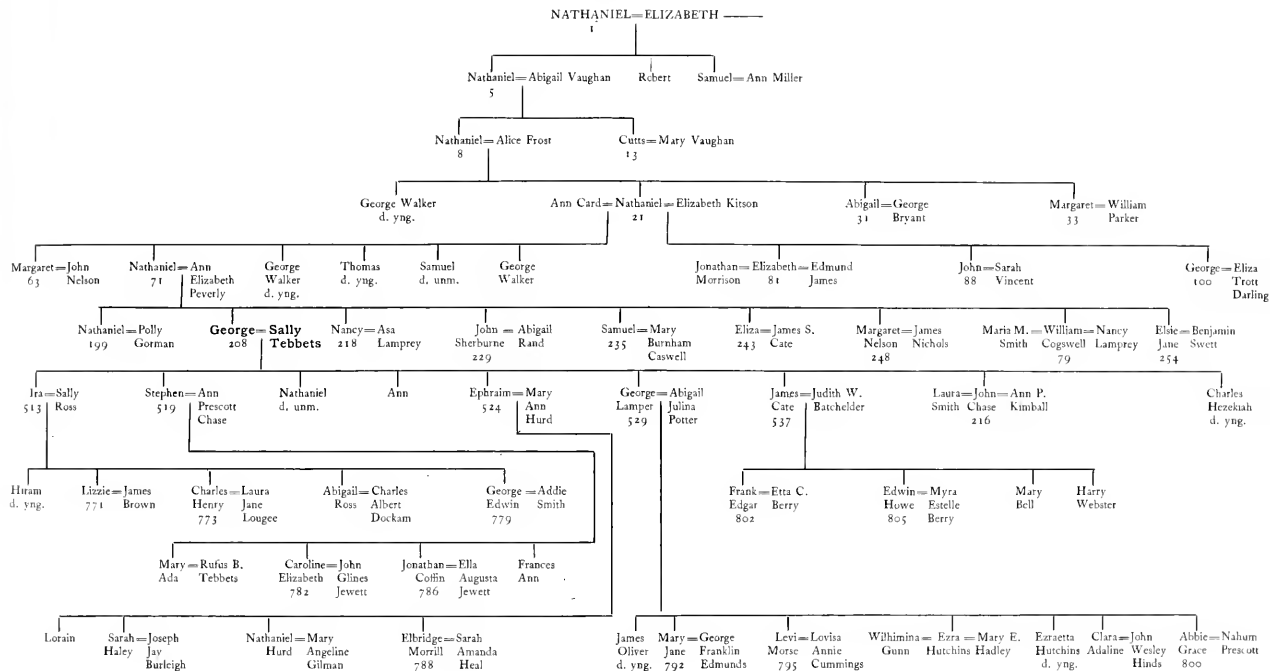 NATHANIEL=ELIZABETH ——
1
Nathaniel=Abigail Vaughan Robert Samuel=Ann Miller
5
Nathaniel=Alice Frost Cutts=Mary Vaughan
8 13
George Walker Ann Card=Nathaniel=Elizabeth Kitson Abigail=George Margaret=William
d. yng. 21 31 Bryant 33 Parker
Margaret=John Nathaniel=Ann George Thomas Samuel George Jonathan=Elizabeth=Edmund John=Sarah George=Eliza
63 Nelson 71 Elizabeth Walker d. yng. d. unm. Walker Morrison 81 James 88 Vincent 100 Trott
Peverly d. yng. Darling
Nathaniel=Polly George=Sally Nancy=Asa John=Abigail Samuel=Mary Eliza=James S. Margaret=James Maria M.=William=Nancy Elsie=Benjamin
199 Gorman 208 Tebbets 218 Lamprey Sherburne Rand 235 Burnham 243 Cate Nelson Nichols Smith Cogswell Lamprey Jane Swett
229 Caswell 248 79 254
Ira=Sally Stephen=Ann Nathaniel Ann Ephraim=Mary George=Abigail James=Judith W. Laura=John=Ann P. Charles
513 Ross 519 Prescott d. unm. 524 Ann Lamper Julina Cate Batchelder Smith Chase Kimball Hezekiah
Chase Hurd 529 Potter 537 216 d. yng.
Hiram Lizzie=James Charles=Laura Abigail=Charles George=Addie Frank=Etta C. Edwin=Myra Mary Harry
d. yng. 771 Brown Henry Jane Ross Albert Edwin Smith Edgar Berry Howe Estelle Bell Webster
773 Lougee Dockam 779 802 805 Berry
Mary=Rufus B. Caroline=John Jonathan=Ella Frances
Ada Tebbets Elizabeth Glines Coffin Augusta Ann
782 Jewett 786 Jewett
Lorain Sarah=Joseph Nathaniel=Mary Elbridge=Sarah James Mary=George Levi=Lovisa Wilhimina=Ezra=Mary E. Ezraetta Clara=John Abbie=Nahum
Haley Jay Hurd Angeline Morrill Amanda Oliver Jane Franklin Morse Annie Gunn Hutchins Hadley Hutchins Adaline Wesley Grace Prescott
Burleigh Gilman 788 Heal d. yng. 792 Edmunds 795 Cummings d. yng. Hinds 800